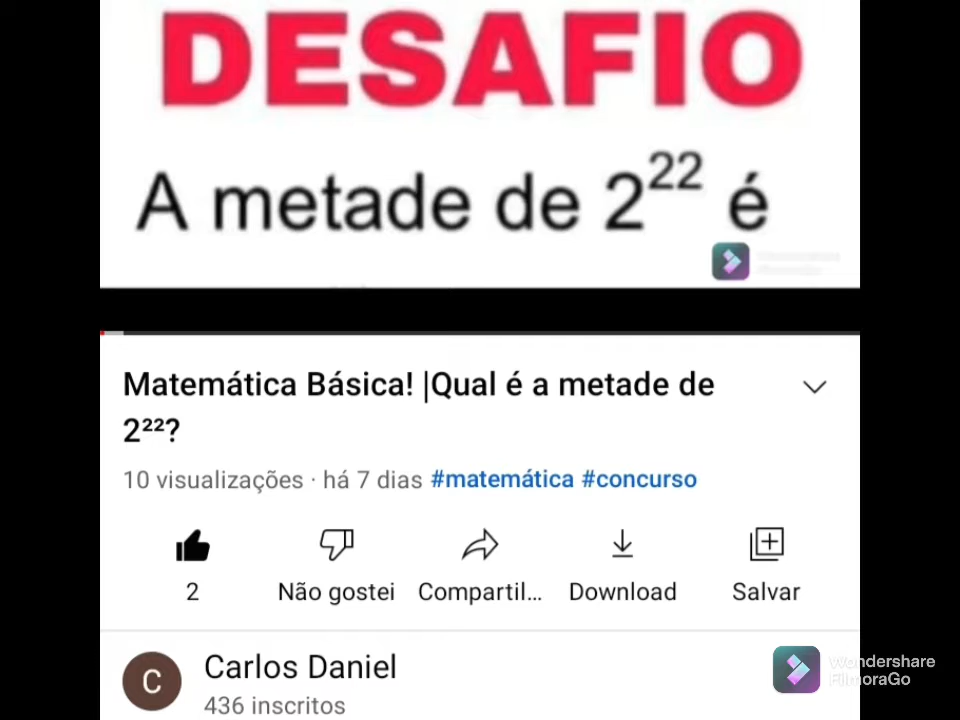 DESAFIO
A metade de 2²² é
Matemática Básica! |Qual é a metade de
2²²?
10 visualizações · há 7 dias #matemática #concurso
2 Não gostei Compartil... Download Salvar
C Carlos Daniel
436 inscritos
Wondershare
FilmoraGo